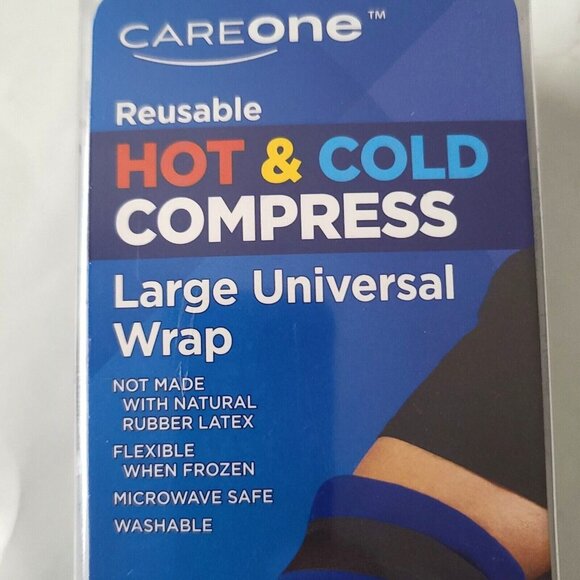 CAREone™
Reusable
HOT & COLD
COMPRESS
Large Universal
Wrap
NOT MADE
WITH NATURAL
RUBBER LATEX
FLEXIBLE
WHEN FROZEN
MICROWAVE SAFE
WASHABLE